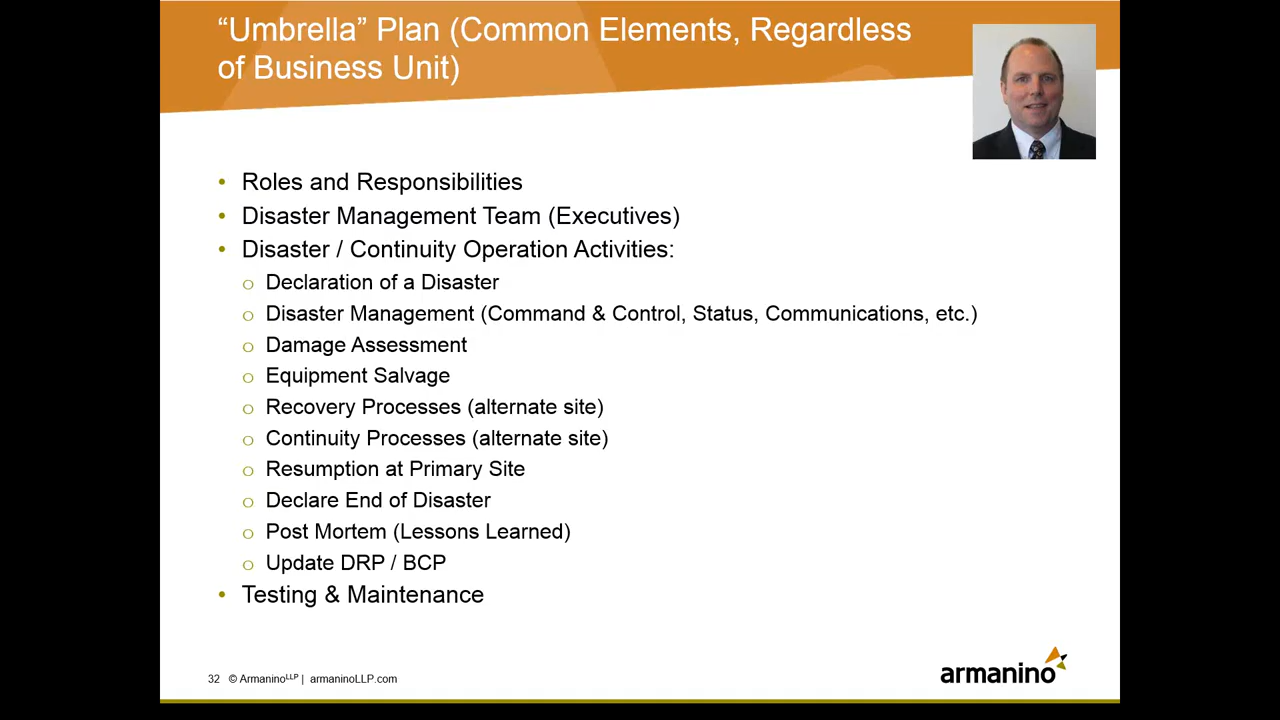 “Umbrella” Plan (Common Elements, Regardless
of Business Unit)
• Roles and Responsibilities
• Disaster Management Team (Executives)
• Disaster / Continuity Operation Activities:
o Declaration of a Disaster
o Disaster Management (Command & Control, Status, Communications, etc.)
o Damage Assessment
o Equipment Salvage
o Recovery Processes (alternate site)
o Continuity Processes (alternate site)
o Resumption at Primary Site
o Declare End of Disaster
o Post Mortem (Lessons Learned)
o Update DRP / BCP
• Testing & Maintenance
32 © ArmaninoLLP | armaninoLLP.com
armanino